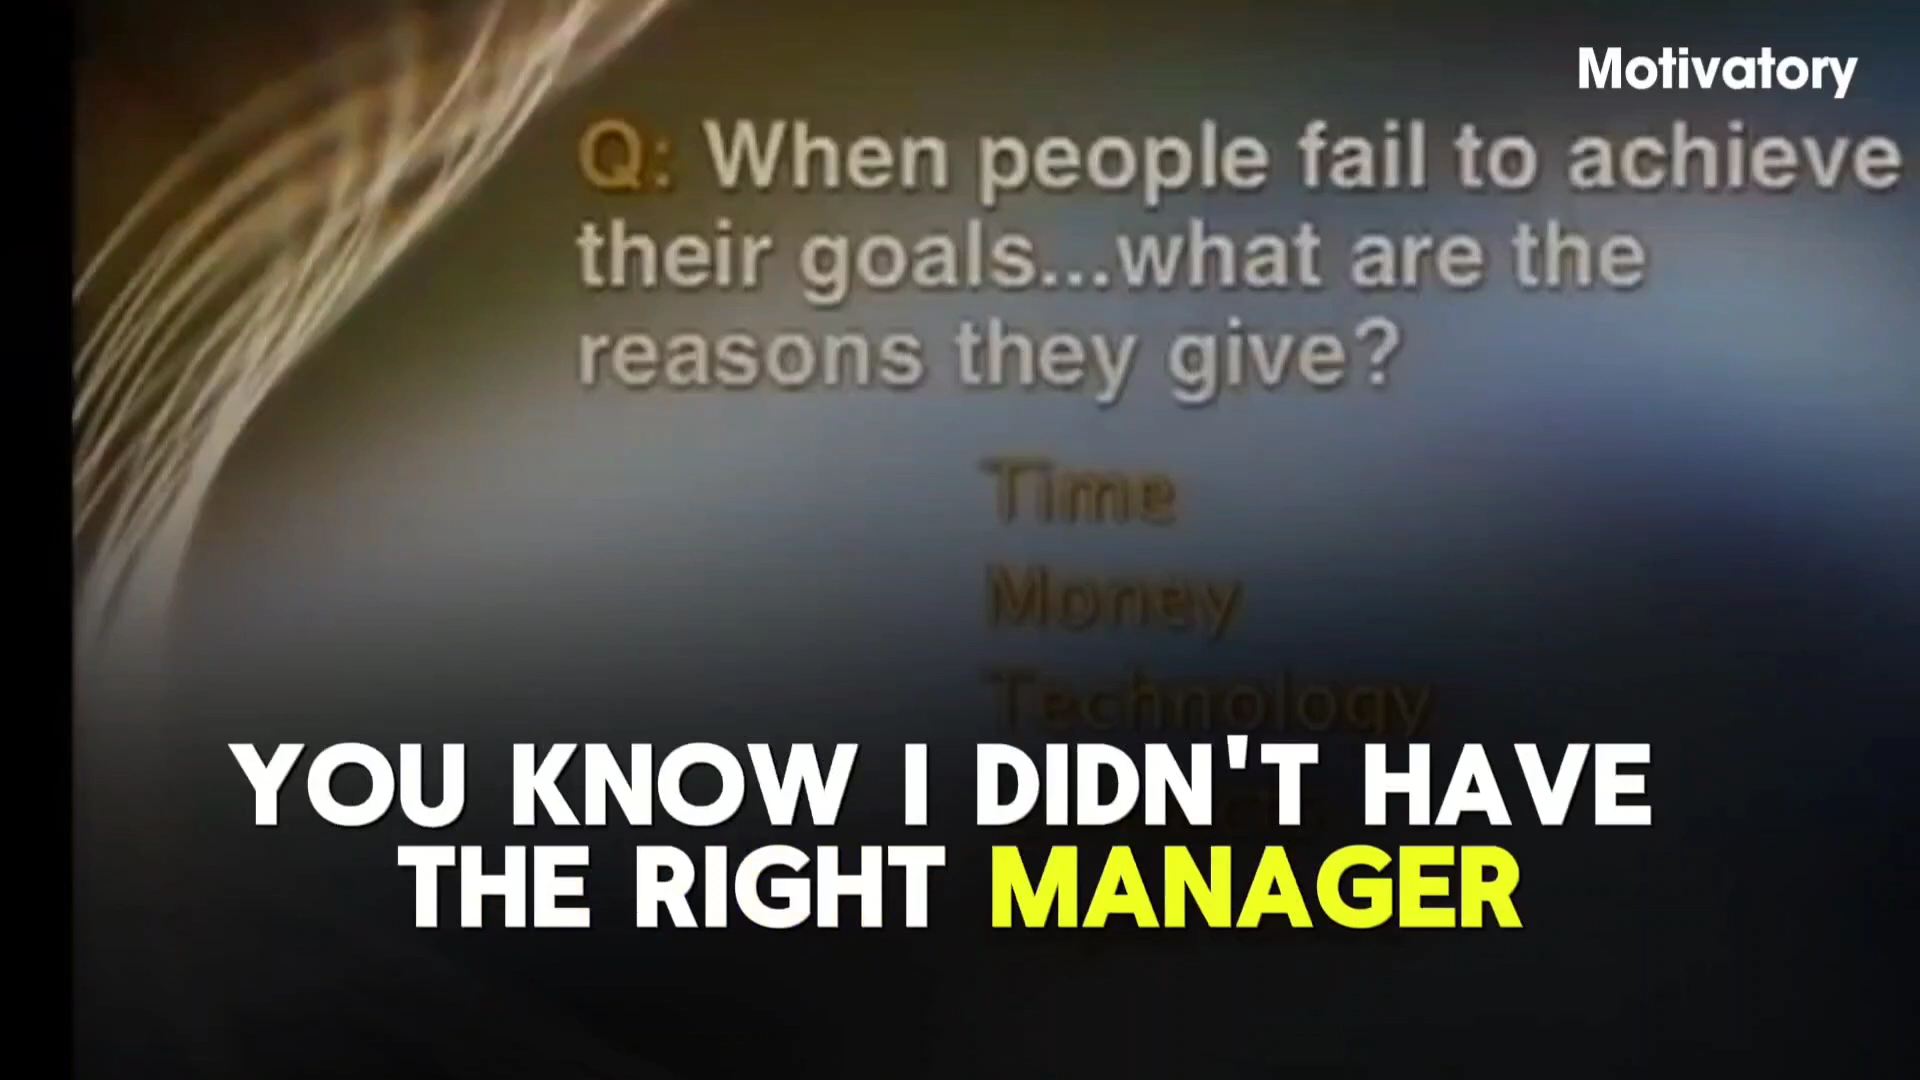 Motivatory
Q: When people fail to achieve
their goals...what are the
reasons they give?
Time
Money
Technology
YOU KNOW I DIDN'T HAVE
THE RIGHT MANAGER